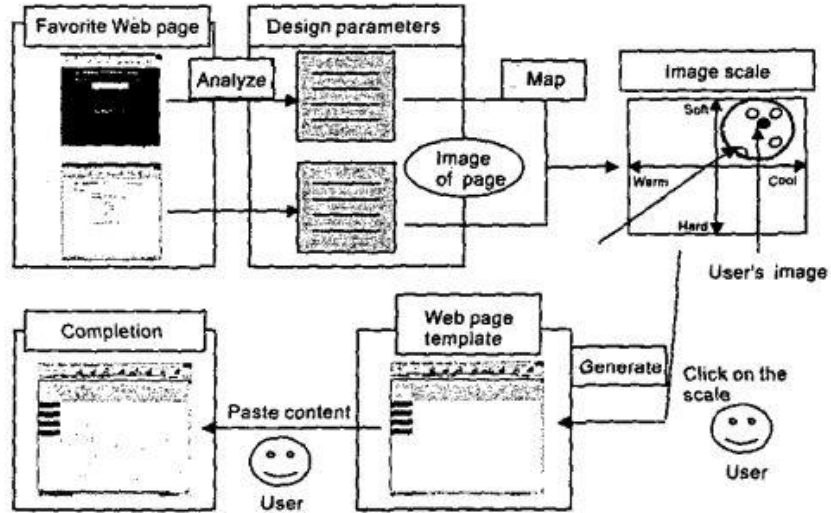 Favorite Web page
Design parameters
Analyze
Map
Image scale
Image
of page
Soft
Warm
Cool
Hard
User's image
Completion
Web page
template
Generate
Click on the
scale
Paste content
User
User